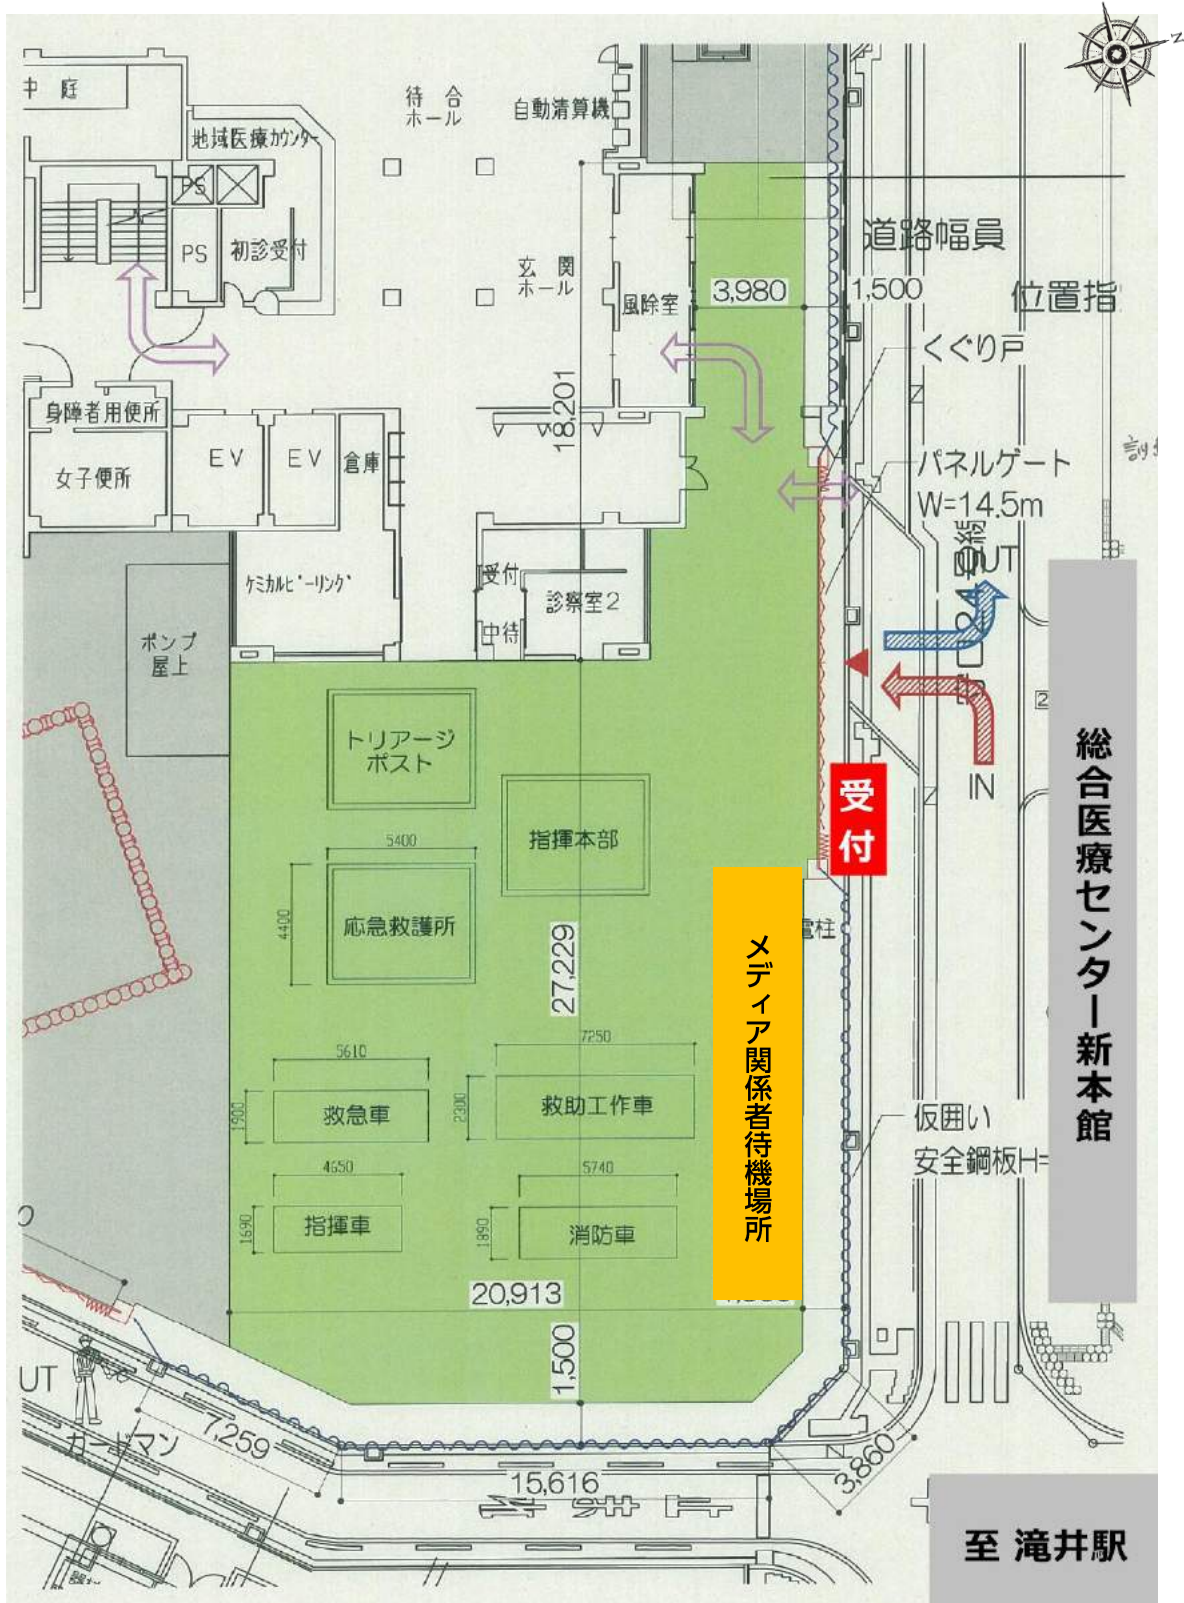 中庭
待合
ホール
自動清算機
地域医療カウンター
PS
PS
初診受付
玄関
ホール
風除室
道路幅員
3,980
1,500
位置指
くぐり戸
18,201
身障者用便所
女子便所
EV
EV
倉庫
パネルゲート
W=14.5m
OUT
ケミカルピーリング
受付
中待
診察室2
ポンプ
屋上
トリアージ
ポスト
IN
総合医療センター新本館
受付
指揮本部
5400
4400
応急救護所
電柱
メディア関係者待機場所
27,229
5610
1900
救急車
7250
2300
救助工作車
仮囲い
安全鋼板H=
4650
1690
指揮車
5740
1890
消防車
20,913
1,500
UT
ガードマン
7,259
15,616
3,860
至 滝井駅